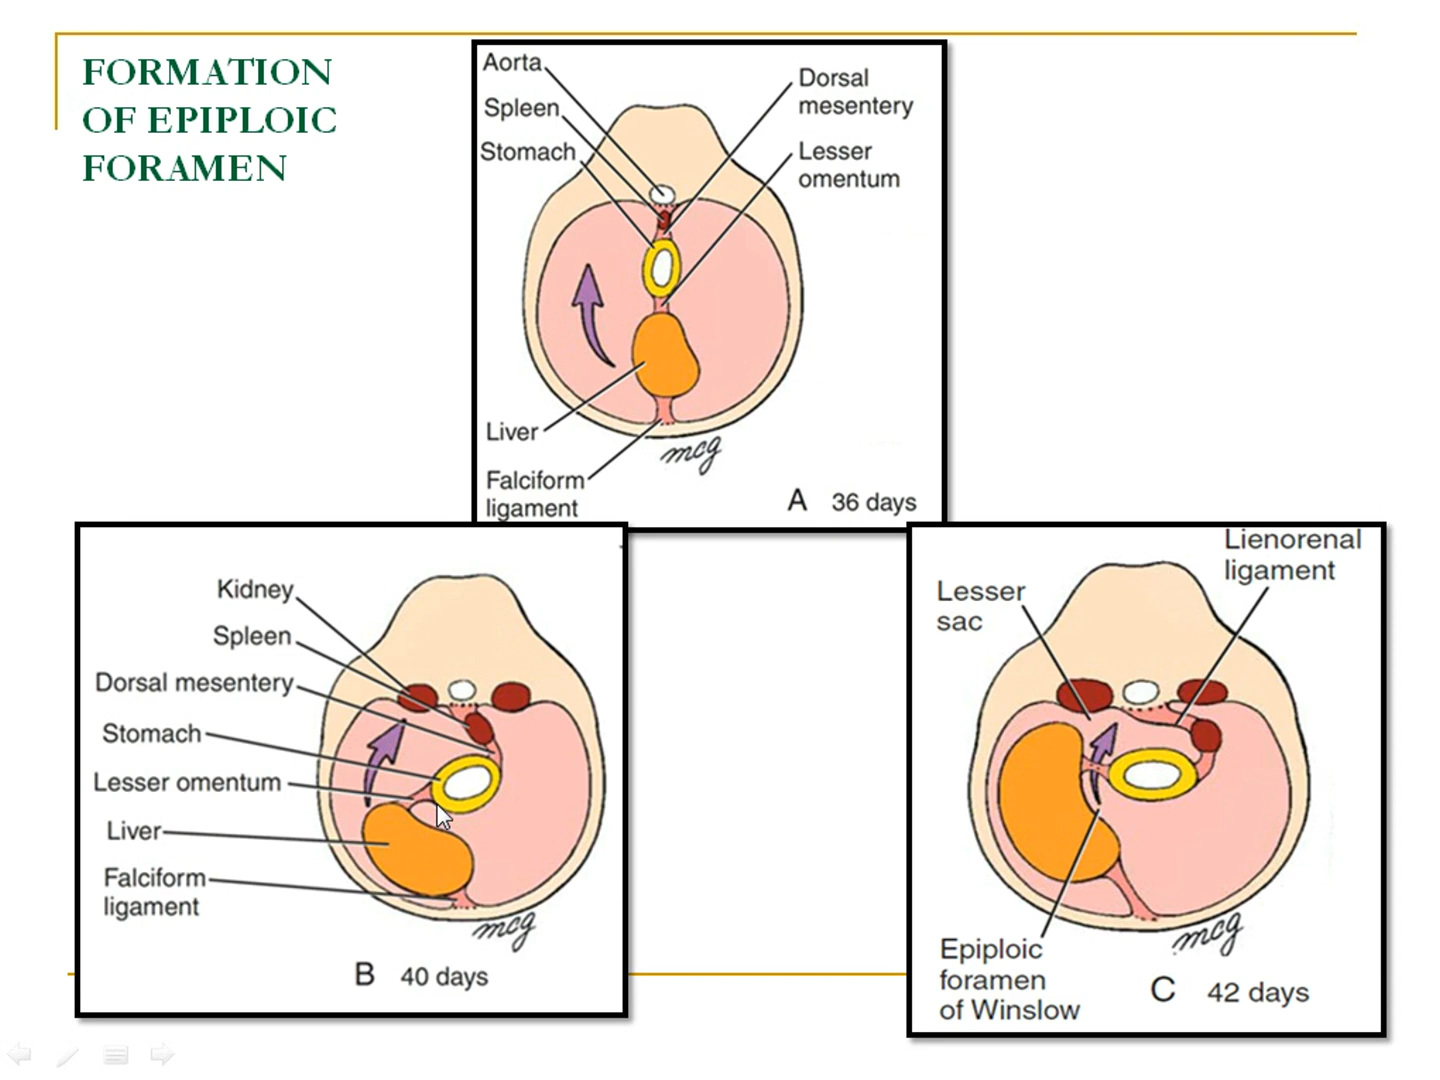 FORMATION
OF EPIPLOIC
FORAMEN
Aorta
Spleen
Stomach
Dorsal
mesentery
Lesser
omentum
Liver
Falciform
ligament
mcg
A 36 days
Kidney
Spleen
Dorsal mesentery
Stomach
Lesser omentum
Liver
Falciform
ligament
mcg
B 40 days
Lienorenal
ligament
Lesser
sac
Epiploic
foramen
of Winslow
mcg
C 42 days